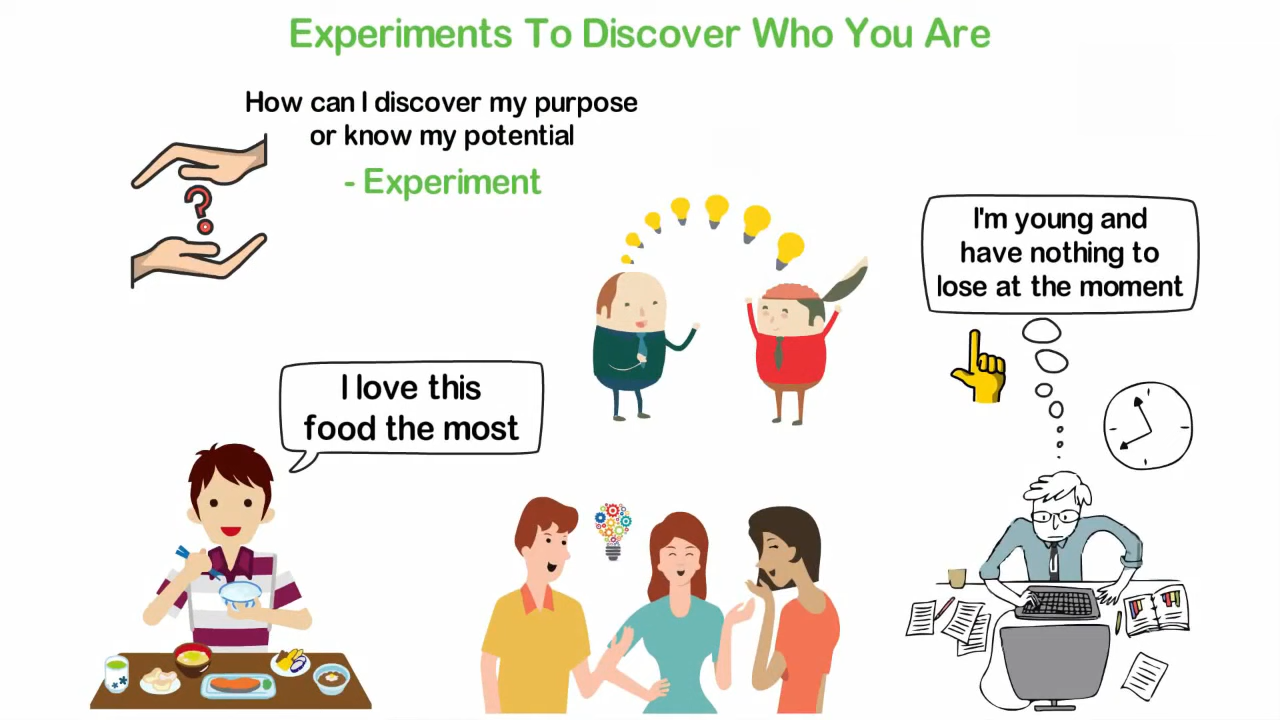 Experiments To Discover Who You Are
How can I discover my purpose
or know my potential
- Experiment
I'm young and
have nothing to
lose at the moment
I love this
food the most